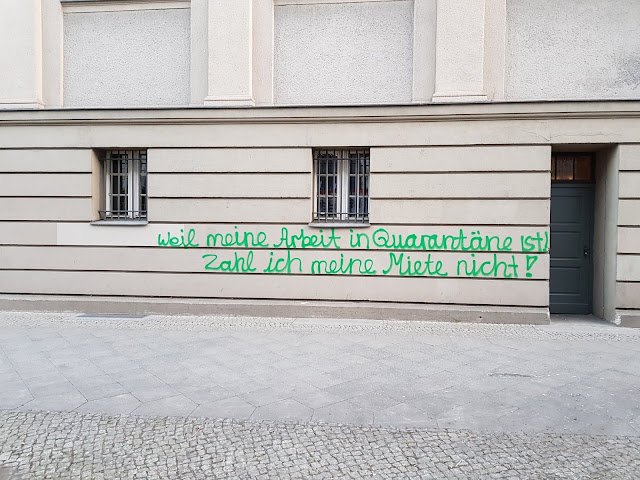 weil meine Arbeit in Quarantäne ist!
Zahl ich meine Miete nicht!